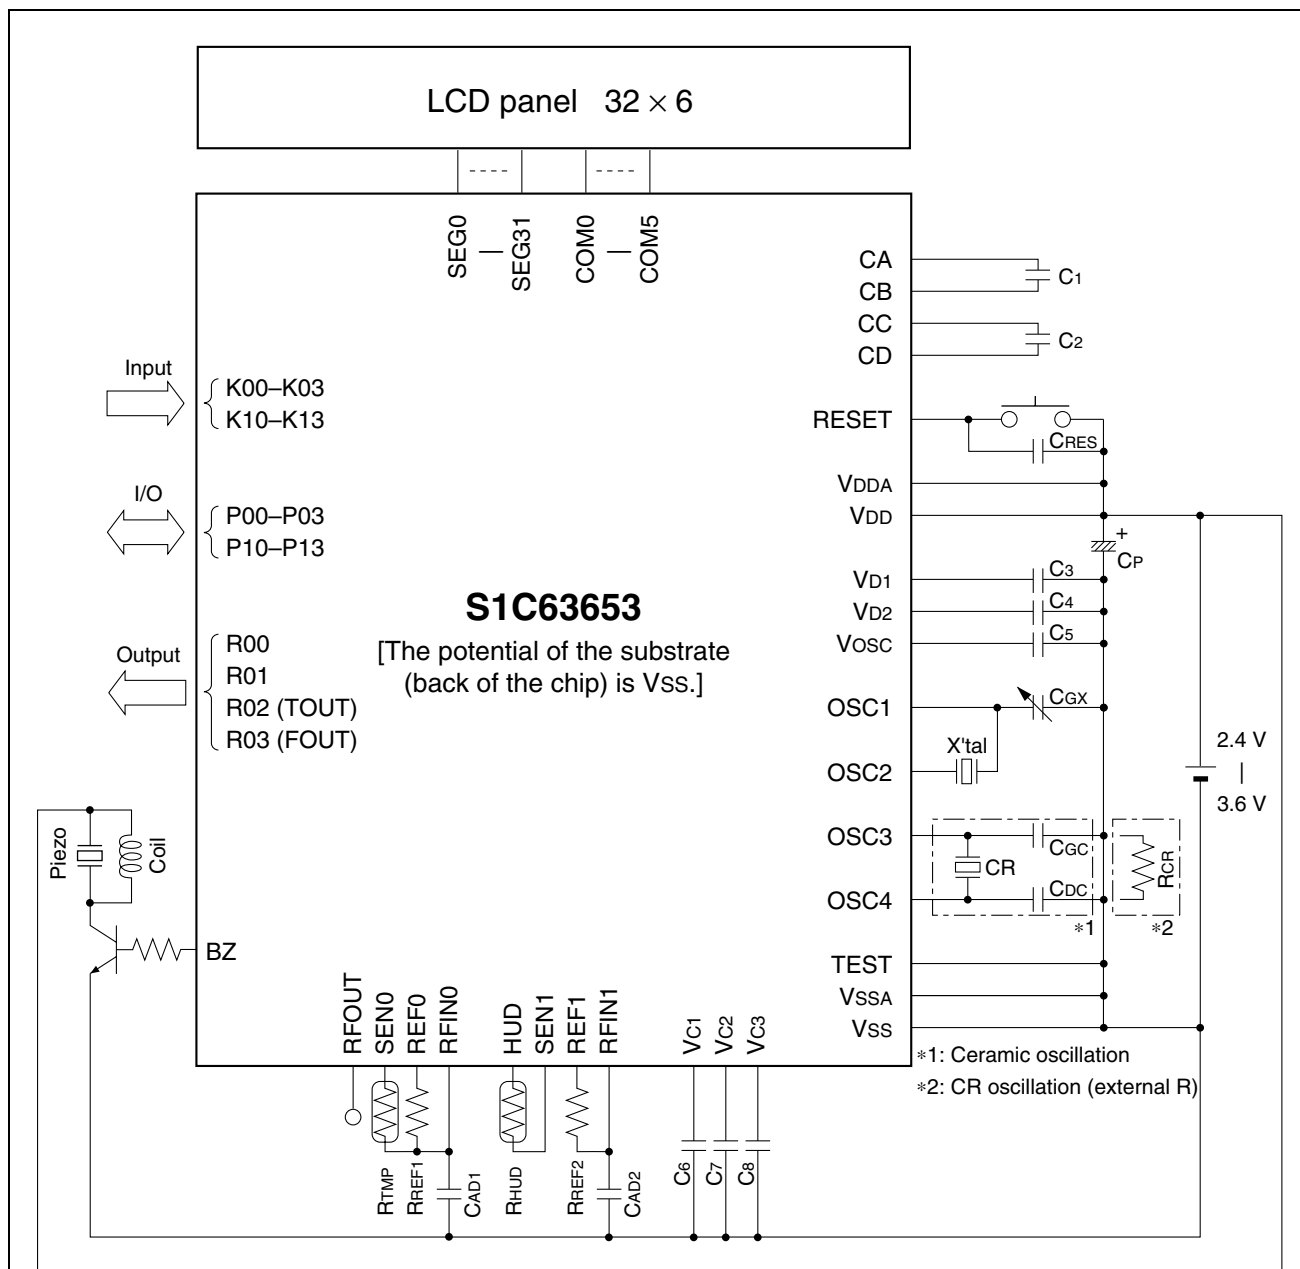 LCD panel 32 × 6
SEG0
SEG31
COM0
COM5
CA
CB
C1
CC
CD
C2
Input
K00–K03
K10–K13
RESET
CRES
I/O
P00–P03
P10–P13
VDDA
VDD
+
CP
S1C63653
[The potential of the substrate
(back of the chip) is VSS.]
VD1
C3
VD2
C4
VOSC
C5
Output
R00
R01
R02 (TOUT)
R03 (FOUT)
OSC1
CGX
X'tal
OSC2
2.4 V
|
3.6 V
Piezo
Coil
OSC3
CGC
CR
OSC4
CDC
*1
RCR
*2
BZ
TEST
VSSA
VSS
RFOUT
SEN0
REF0
RFIN0
HUD
SEN1
REF1
RFIN1
VC1
VC2
VC3
*1: Ceramic oscillation
*2: CR oscillation (external R)
RTMP
RREF1
CAD1
RHUD
RREF2
CAD2
C6
C7
C8